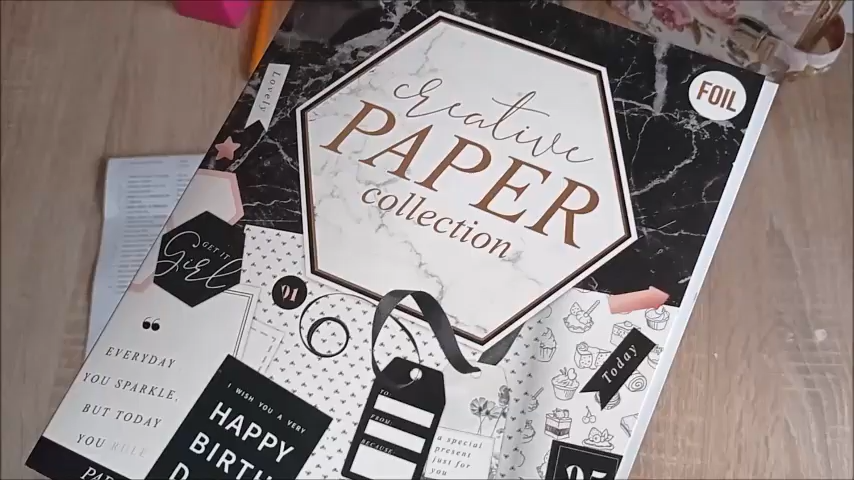 FOIL
Lovely
creative
PAPER
collection
GET IT
Girl
91
EVERYDAY
YOU SPARKLE,
BUT TODAY
YOU RULE
I WISH YOU A VERY
HAPPY
TO:
FROM:
BECAUSE:
a special
present
just for
you
Today